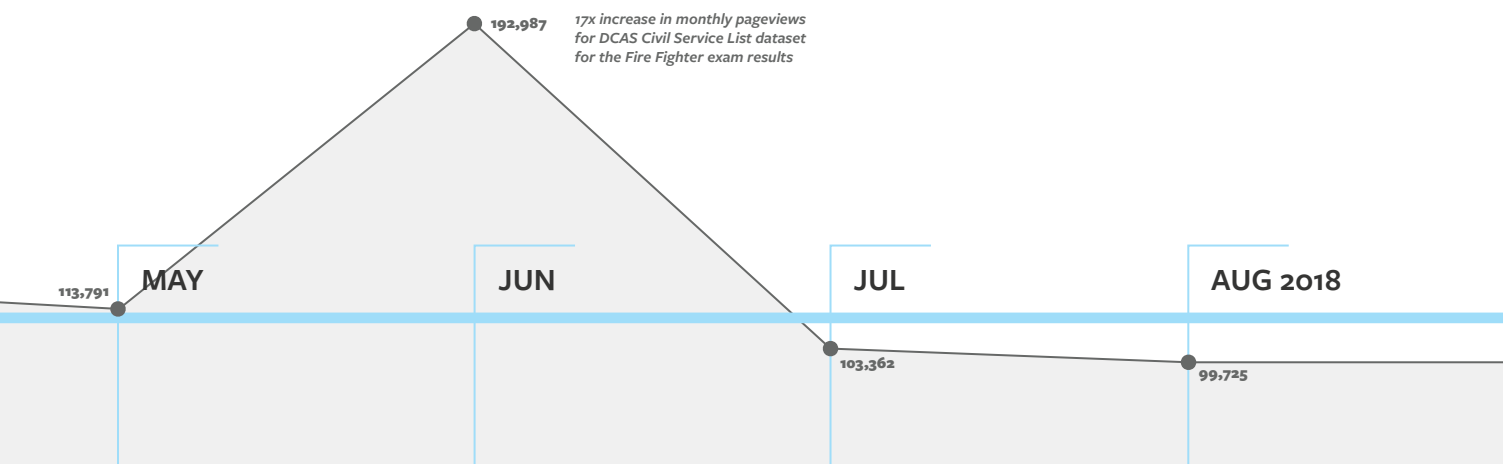 192,987
17x increase in monthly pageviews
for DCAS Civil Service List dataset
for the Fire Fighter exam results
113,791
MAY
JUN
JUL
AUG 2018
103,362
99,725